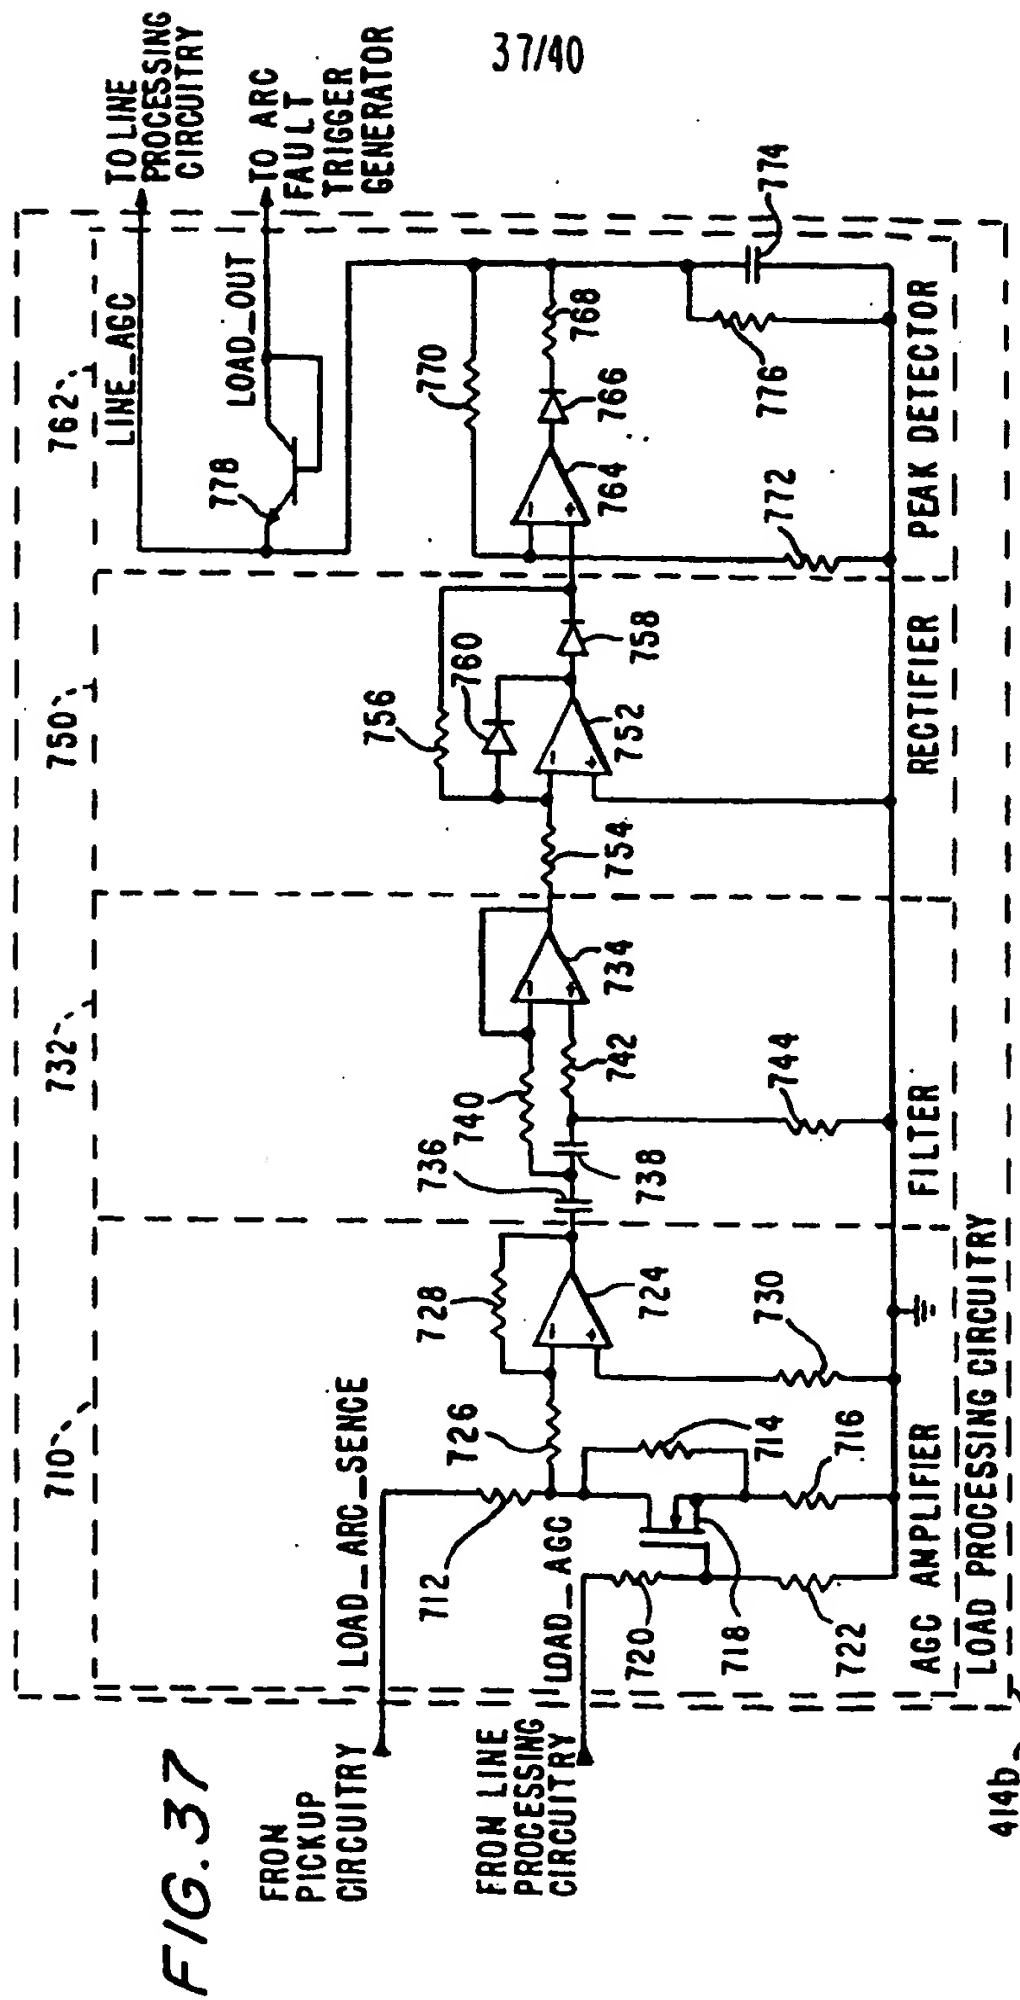 37/40
FIG. 37
TO LINE
PROCESSING
CIRCUITRY
TO ARC
FAULT
TRIGGER
GENERATOR
FROM
PICKUP
CIRCUITRY
FROM LINE
PROCESSING
CIRCUITRY
710
732
750
762
LINE_AGC
LOAD_OUT
778
LOAD_ARC_SENCE
LOAD_AGC
712
726
728
724
714
716
718
720
722
730
AGC AMPLIFIER
736
740
738
742
734
744
FILTER
754
756
760
752
758
RECTIFIER
770
764
766
768
772
776
774
PEAK DETECTOR
LOAD PROCESSING CIRCUITRY
414b